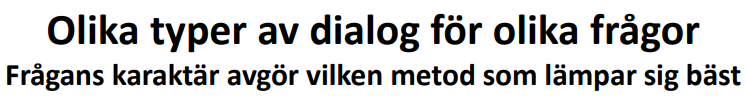 Olika typer av dialog för olika frågor
Frågans karaktär avgör vilken metod som lämpar sig bäst